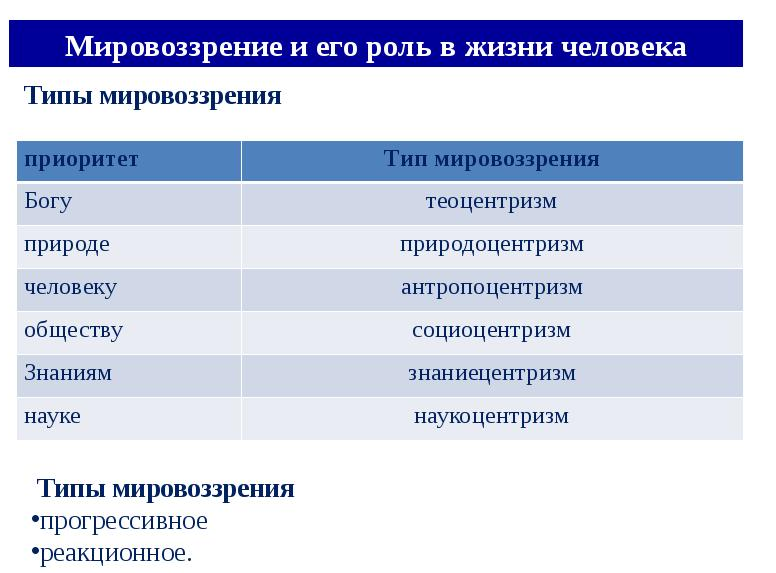 Мировоззрение и его роль в жизни человека
Типы мировоззрения
приоритет Тип мировоззрения
Богу теоцентризм
природе природоцентризм
человеку антропоцентризм
обществу социоцентризм
Знаниям знаниецентризм
науке наукоцентризм
Типы мировоззрения
•прогрессивное
•реакционное.